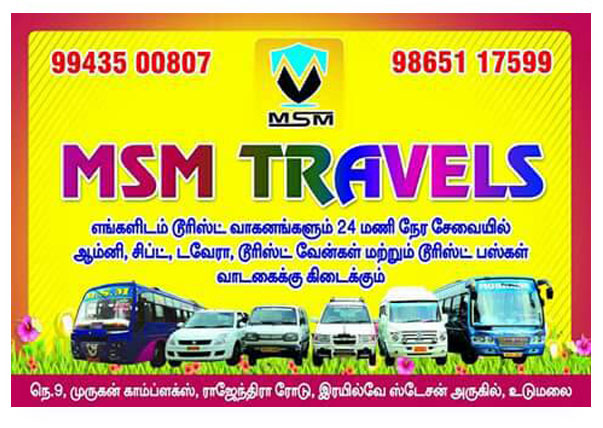 99435 00807
98651 17599
MSM
MSM TRAVELS
எங்களிடம் டூரிஸ்ட் வாகனங்களும் 24 மணி நேர சேவையில்
ஆம்னி, சிப்ட், டவேரா, டூரிஸ்ட் வேன்கள் மற்றும் டூரிஸ்ட் பஸ்கள்
வாடகைக்கு கிடைக்கும்
நெ.9, முருகன் காம்ப்ளக்ஸ், ராஜேந்திரா ரோடு, இரயில்வே ஸ்டேசன் அருகில், உடுமலை